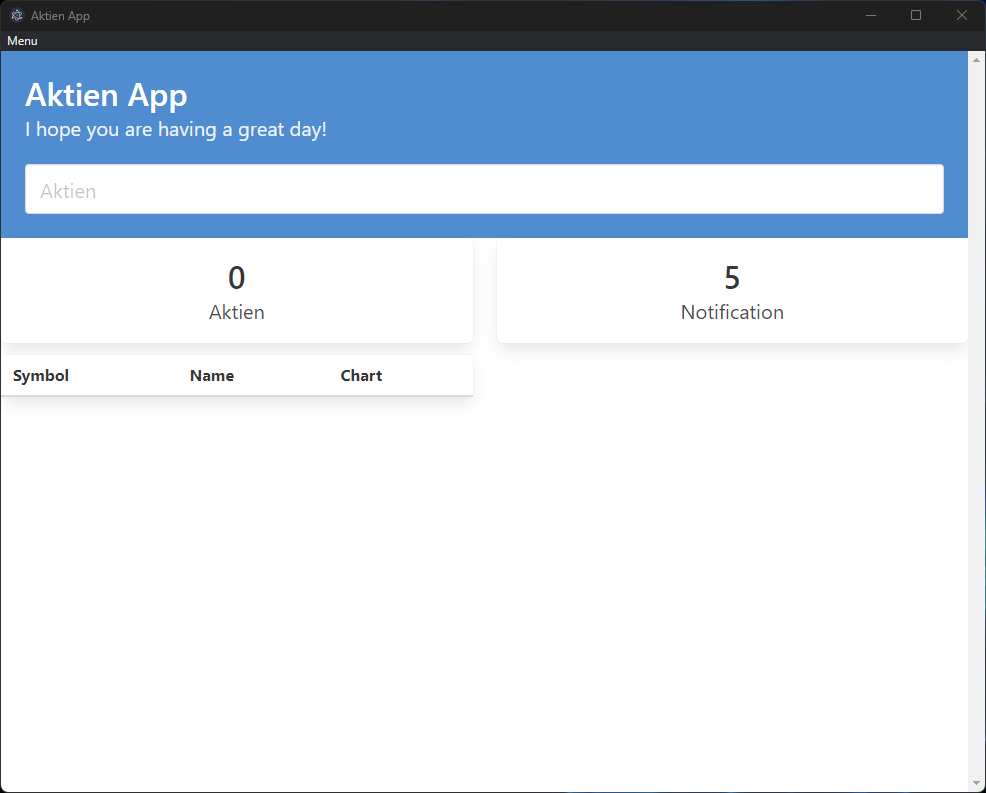 Aktien App
Menu
Aktien App
I hope you are having a great day!
Aktien
0
Aktien
5
Notification
Symbol Name Chart